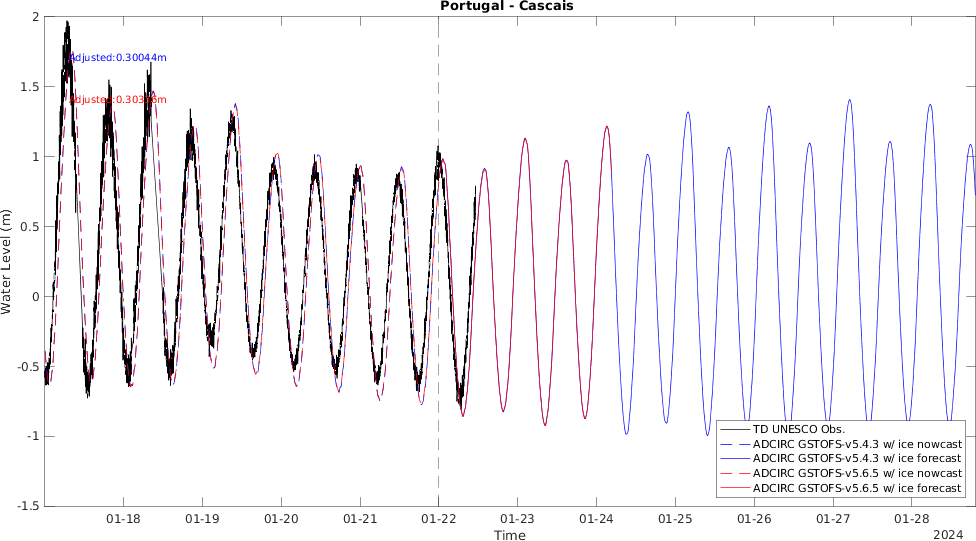 Portugal - Cascais
2
1.5
1
0.5
0
-0.5
-1
-1.5
Water Level (m)
Adjusted:0.30044m
Adjusted:0.30316m
TD UNESCO Obs.
ADCIRC GSTOFS-v5.4.3 w/ ice nowcast
ADCIRC GSTOFS-v5.4.3 w/ ice forecast
ADCIRC GSTOFS-v5.6.5 w/ ice nowcast
ADCIRC GSTOFS-v5.6.5 w/ ice forecast
01-18 01-19 01-20 01-21 01-22 01-23 01-24 01-25 01-26 01-27 01-28
Time
2024